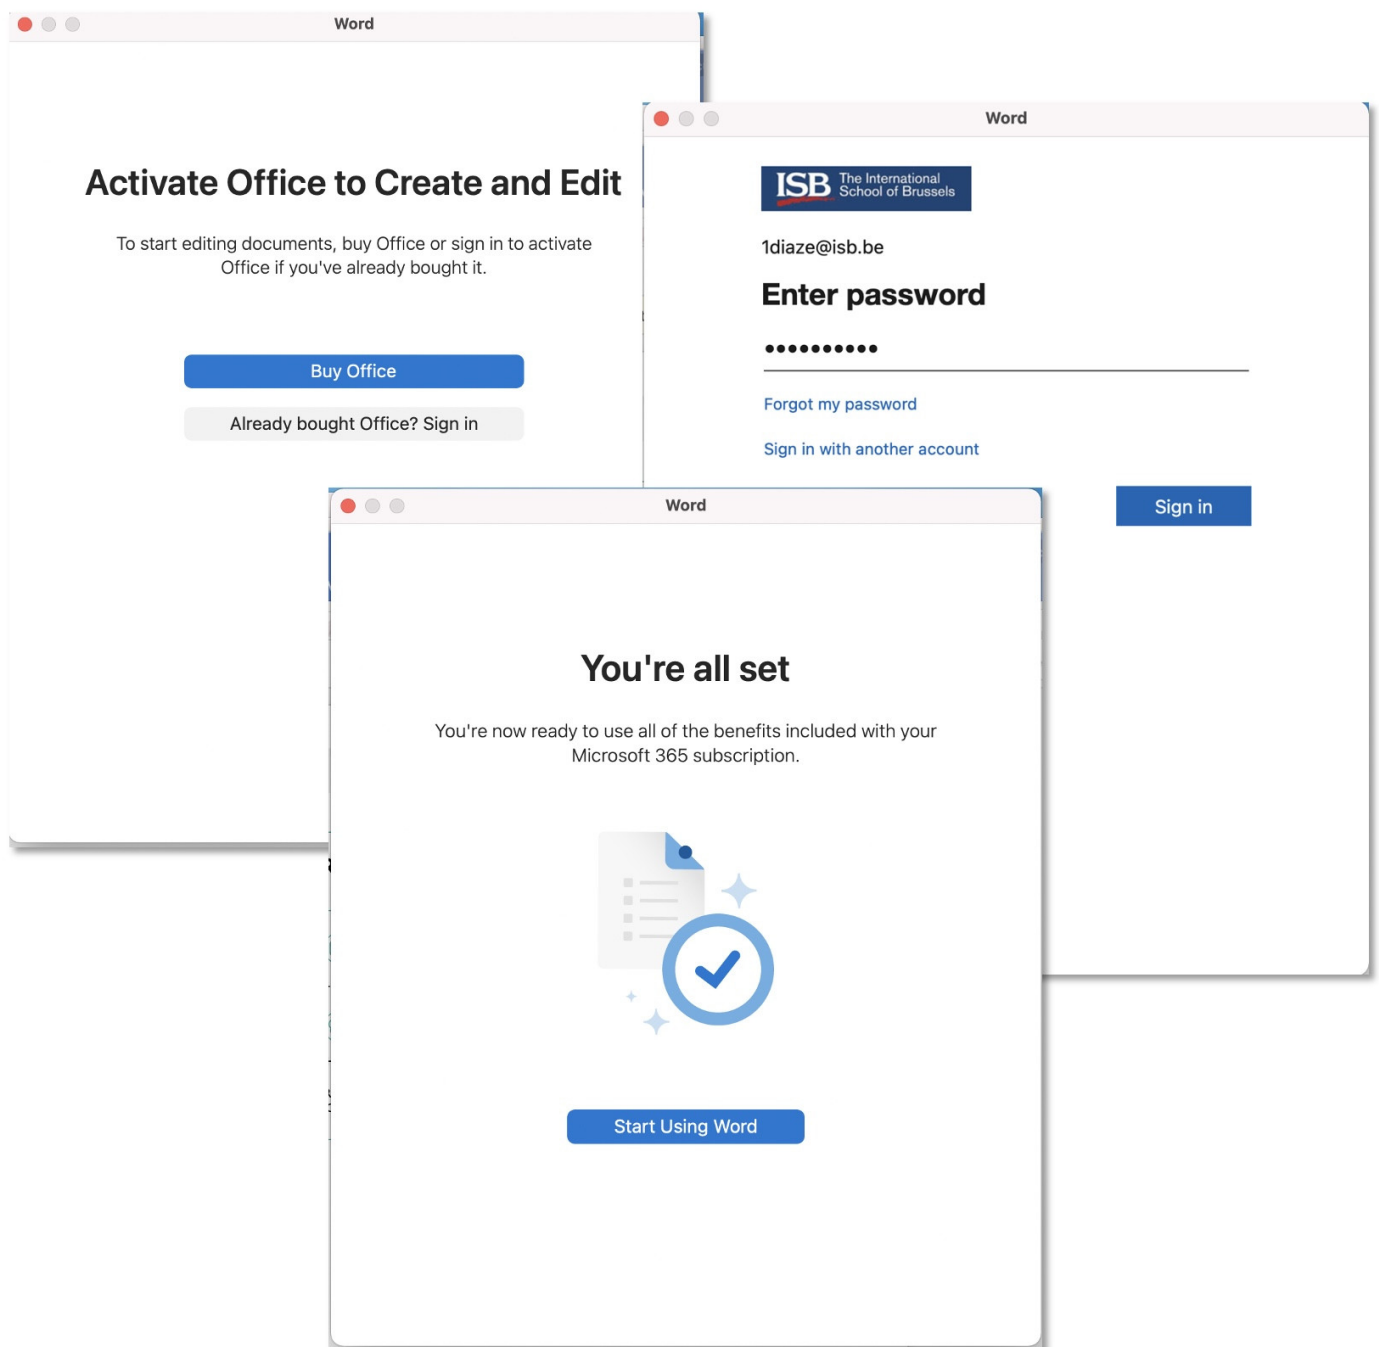 Word
Activate Office to Create and Edit
To start editing documents, buy Office or sign in to activate
Office if you've already bought it.
Buy Office
Already bought Office? Sign in
Word
ISB The International
School of Brussels
1diaze@isb.be
Enter password
Forgot my password
Sign in with another account
Sign in
Word
You're all set
You're now ready to use all of the benefits included with your
Microsoft 365 subscription.
Start Using Word